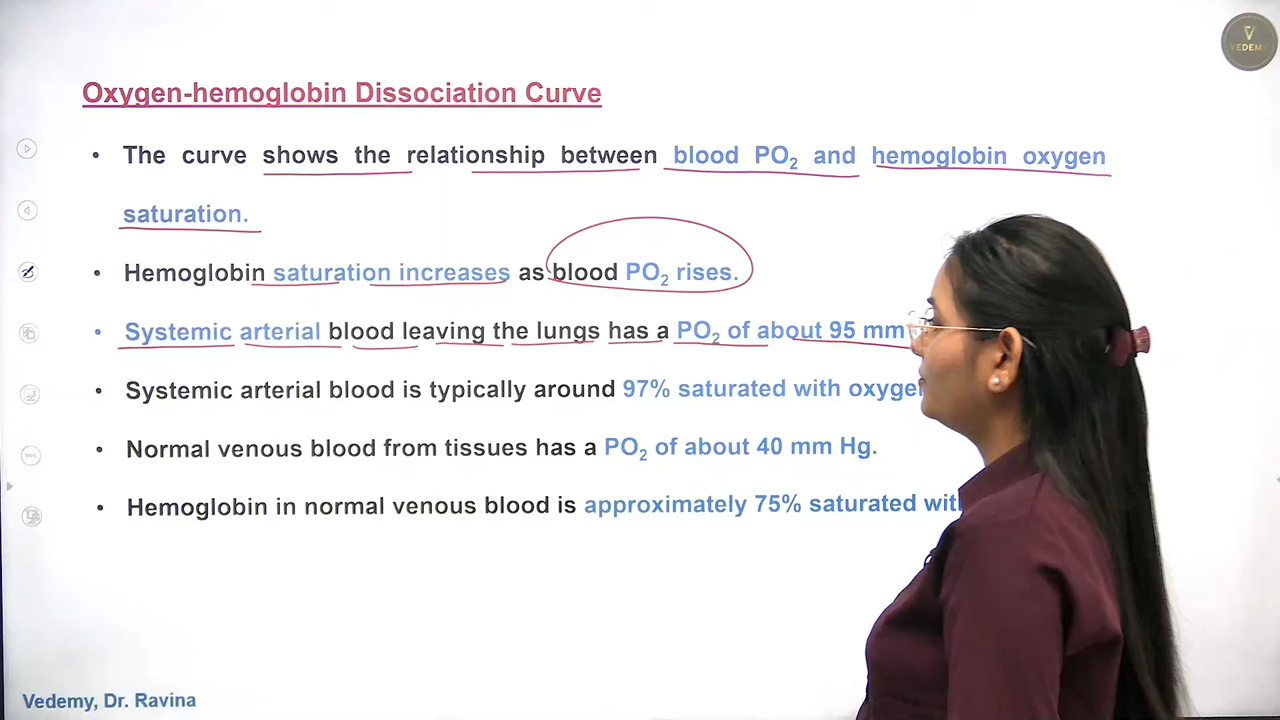 V
VEDEMY
Oxygen-hemoglobin Dissociation Curve
• The curve shows the relationship between blood PO₂ and hemoglobin oxygen
saturation.
• Hemoglobin saturation increases as blood PO₂ rises.
• Systemic arterial blood leaving the lungs has a PO₂ of about 95 mm
• Systemic arterial blood is typically around 97% saturated with
• Normal venous blood from tissues has a PO₂ of about 40 mm Hg.
• Hemoglobin in normal venous blood is approximately 75% saturated
Vedemy, Dr. Ravina